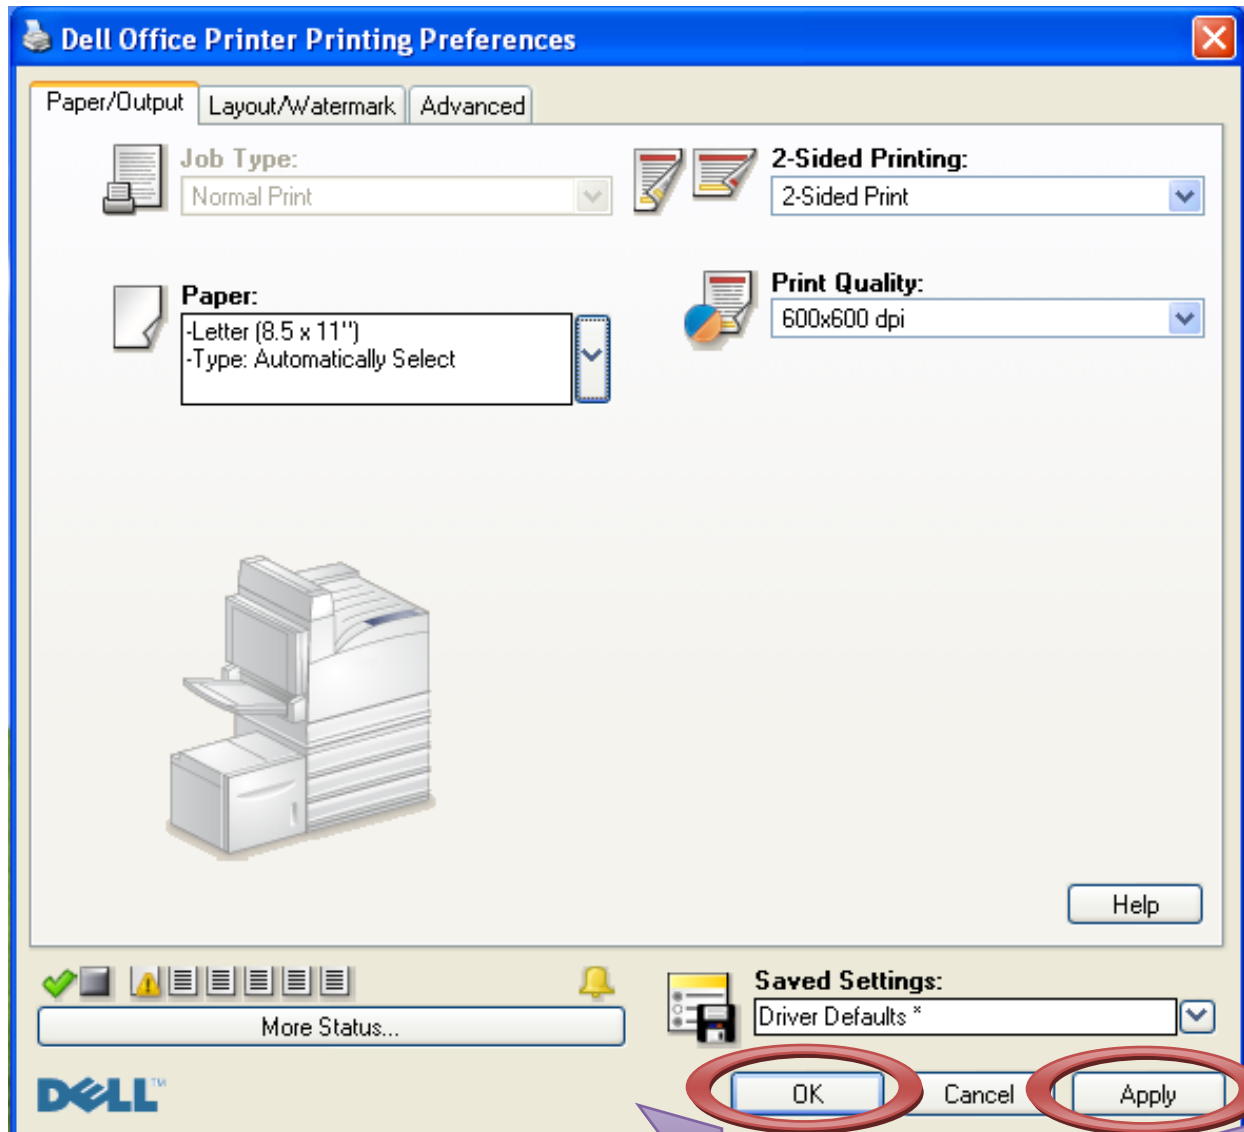 Dell Office Printer Printing Preferences
Paper/Output Layout/Watermark Advanced
Job Type:
Normal Print
2-Sided Printing:
2-Sided Print
Paper:
-Letter (8.5 x 11'')
-Type: Automatically Select
Print Quality:
600x600 dpi
Help
More Status...
Saved Settings:
Driver Defaults *
DELL™
OK Cancel Apply